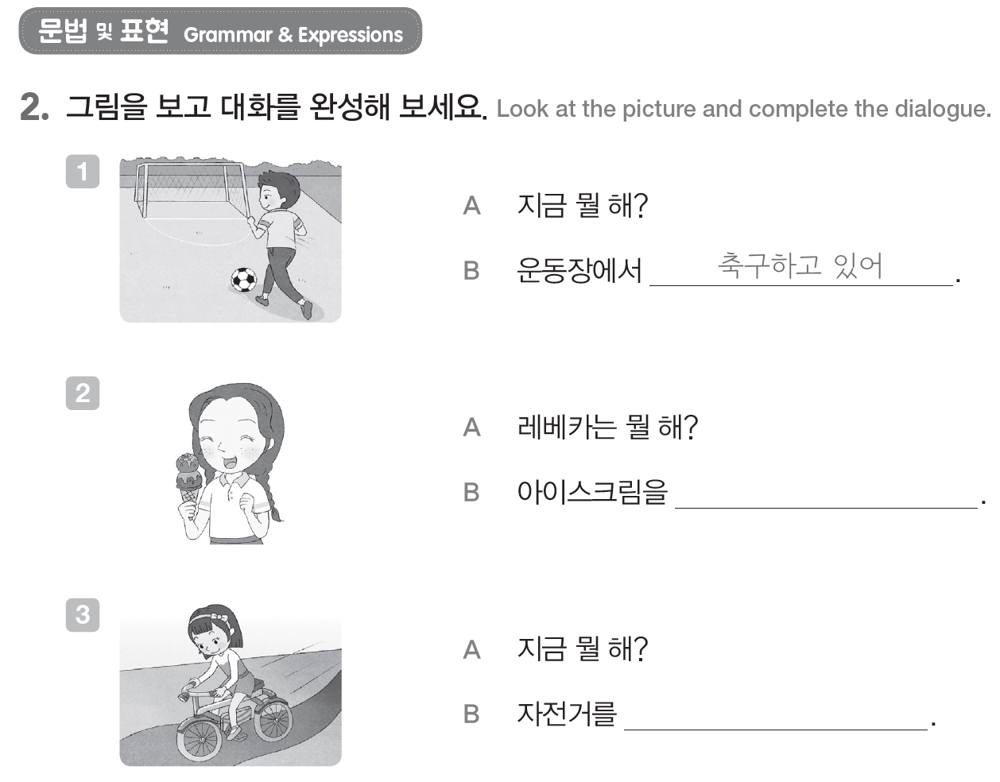 문법 및 표현 Grammar & Expressions
2. 그림을 보고 대화를 완성해 보세요. Look at the picture and complete the dialogue.
1
A 지금 뭘 해?
B 운동장에서 축구하고 있어.
2
A 레베카는 뭘 해?
B 아이스크림을 ____________________.
3
A 지금 뭘 해?
B 자전거를 ____________________.